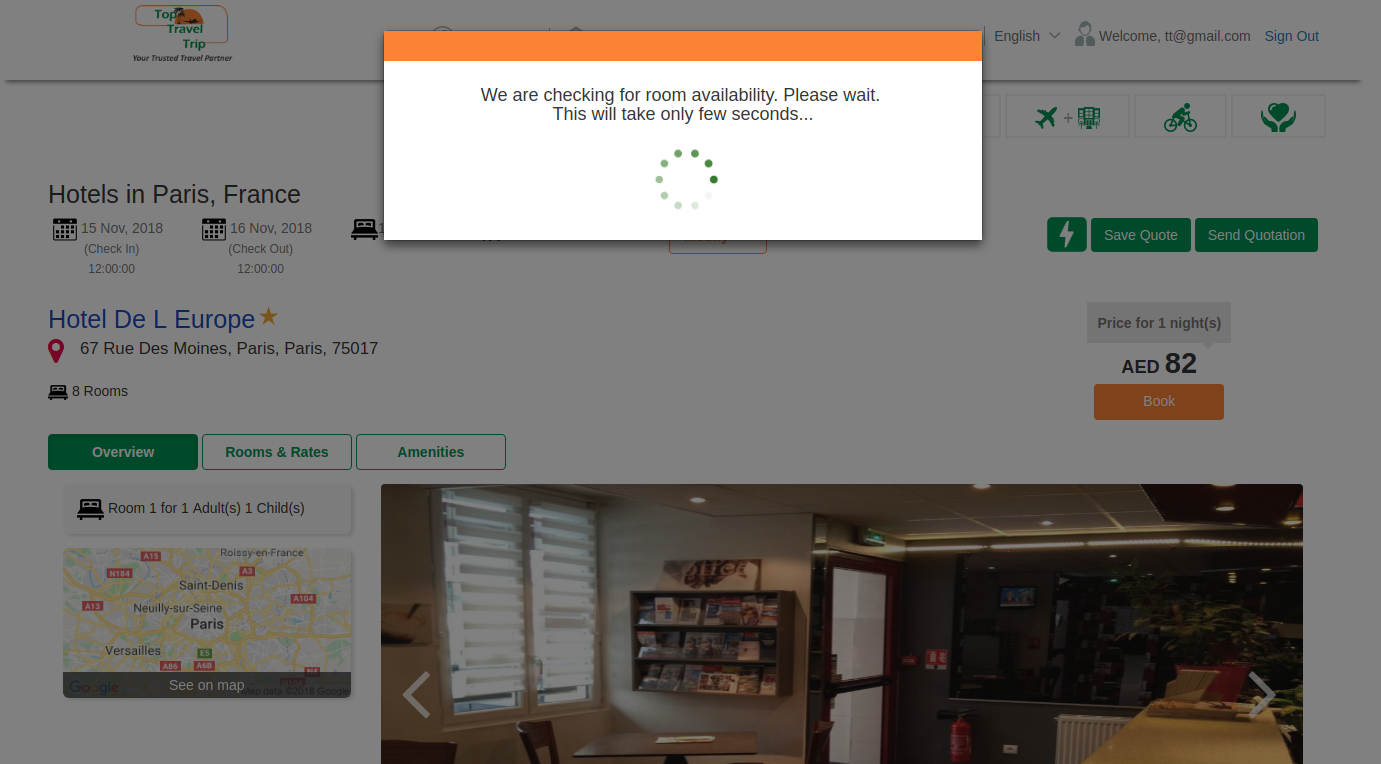 Top
Travel
Trip
Your Trusted Travel Partner
English
Welcome, tt@gmail.com
Sign Out
We are checking for room availability. Please wait.
This will take only few seconds...
+
Hotels in Paris, France
15 Nov, 2018
(Check In)
12:00:00
16 Nov, 2018
(Check Out)
12:00:00
1
Save Quote
Send Quotation
Hotel De L Europe
67 Rue Des Moines, Paris, Paris, 75017
8 Rooms
Price for 1 night(s)
AED 82
Book
Overview
Rooms & Rates
Amenities
Room 1 for 1 Adult(s) 1 Child(s)
Roissy-en-France
A15
N184
A3
Saint-Denis
A104
A13
Neuilly-sur-Seine
Paris
Versailles
E5
A86
A6B
N4
Google
See on map
Map data ©2018 Google